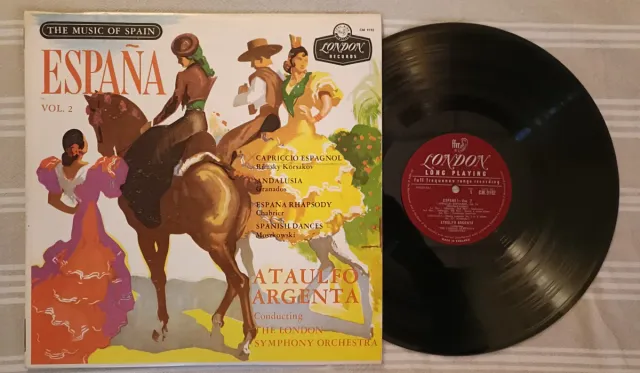 THE MUSIC OF SPAIN
ESPAÑA
VOL. 2
LONDON
RECORDS
CAPRICCIO ESPAGNOL
Rimsky Korsakov
ANDALUSIA
Granados
ESPANA RHAPSODY
Chabrier
SPANISH DANCES
Moszkowski
ATAULFO
ARGENTA
Conducting
THE LONDON
SYMPHONY ORCHESTRA
ffrr
LONDON
LONG PLAYING
full frequency range recording